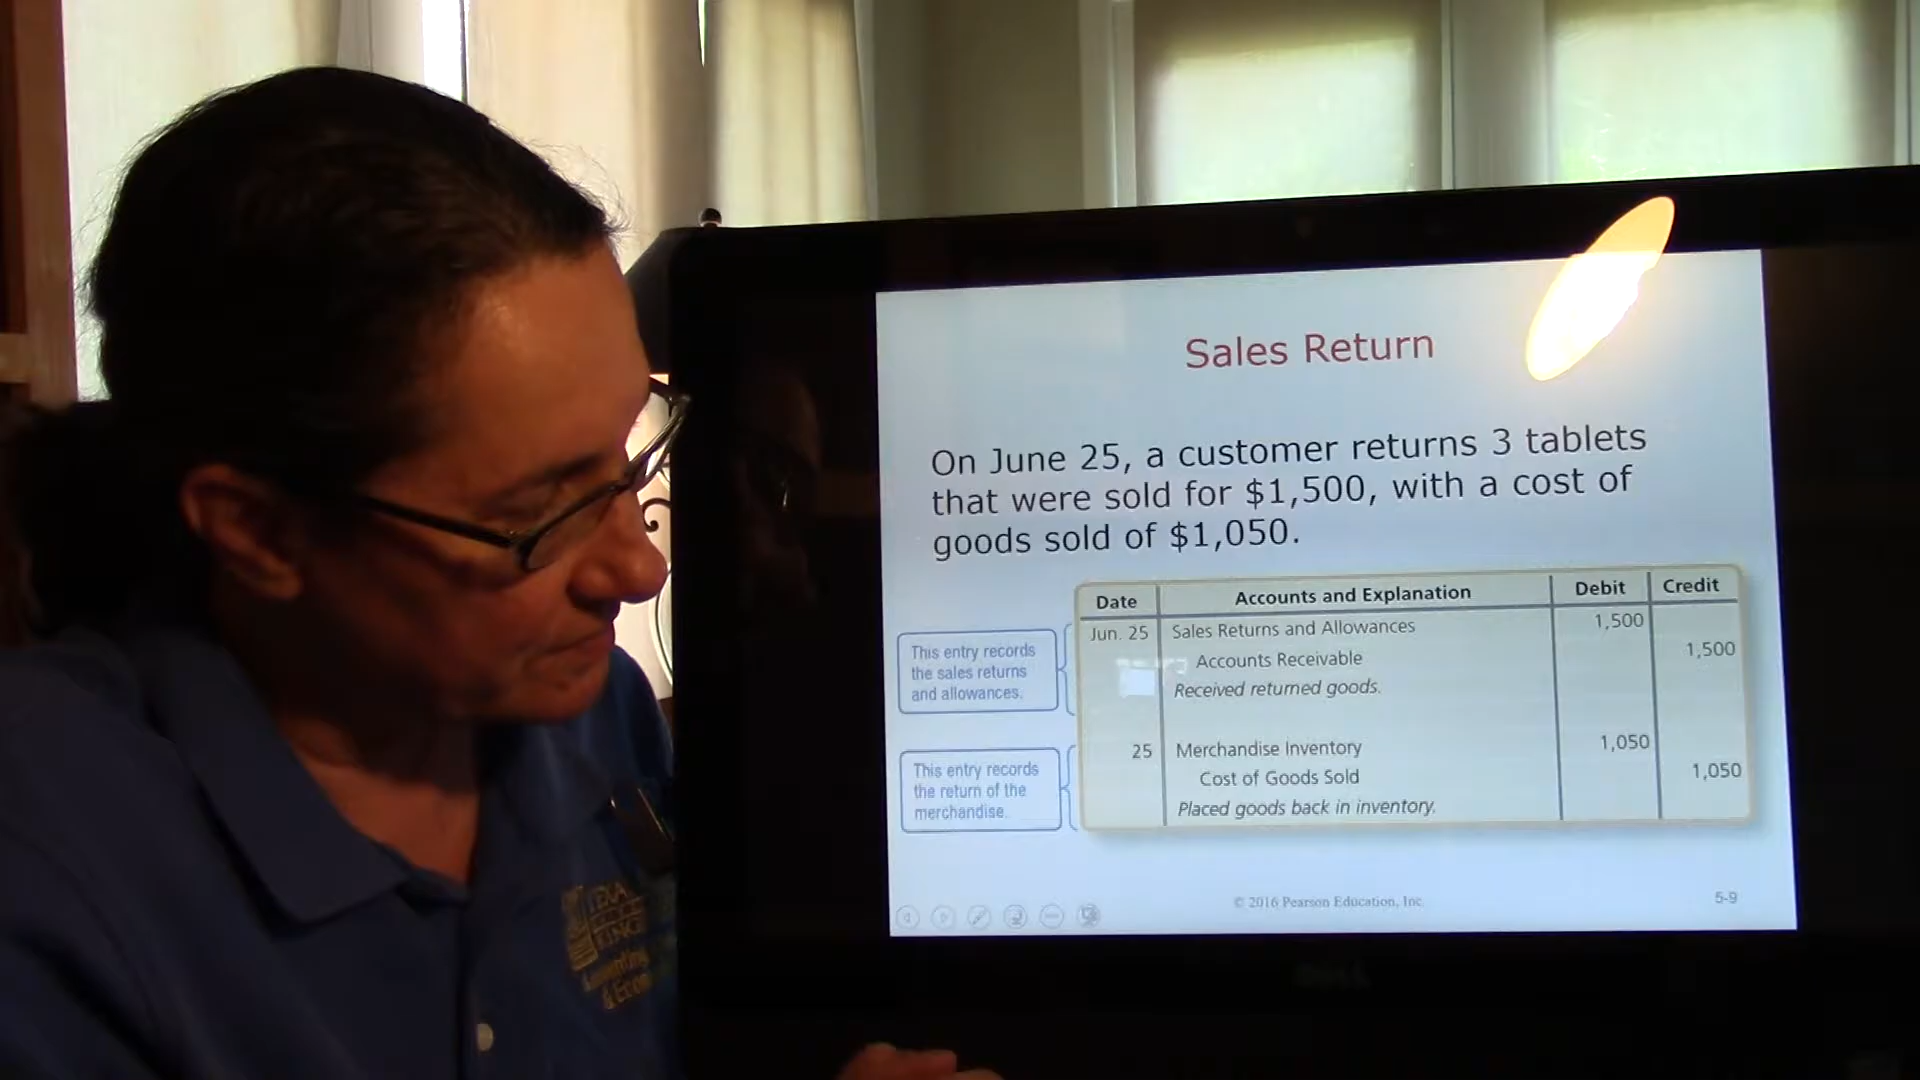 Sales Return
On June 25, a customer returns 3 tablets
that were sold for $1,500, with a cost of
goods sold of $1,050.
Date Accounts and Explanation Debit Credit
Jun. 25 Sales Returns and Allowances 1,500
Accounts Receivable 1,500
Received returned goods.
25 Merchandise Inventory 1,050
Cost of Goods Sold 1,050
Placed goods back in inventory.
This entry records
the sales returns
and allowances.
This entry records
the return of the
merchandise.
© 2016 Pearson Education, Inc.
5-9
Accounting